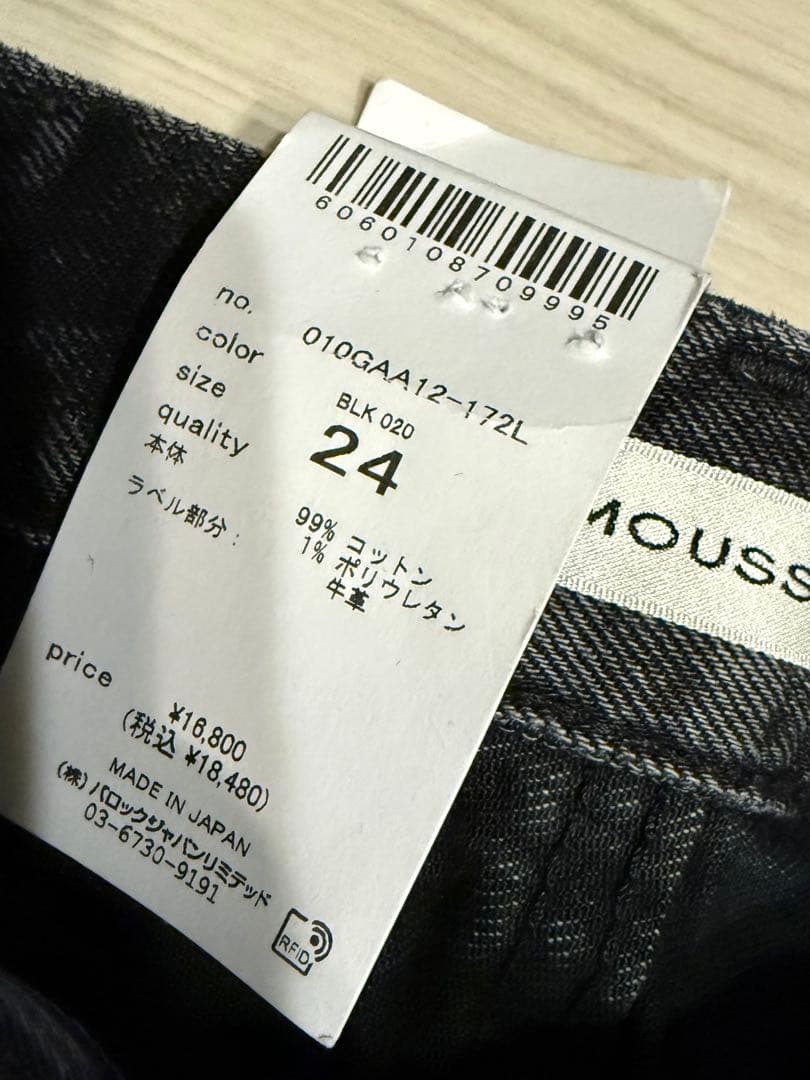 6060108709995
no. 010GAA12-172L
color BLK 020
size 24
quality
本体 99% コットン
1% ポリウレタン
ラベル部分: 牛革
price ¥16,800
(税込 ¥18,480)
MADE IN JAPAN
(株)バロックジャパンリミテッド
03-6730-9191
RFID
MOUSS